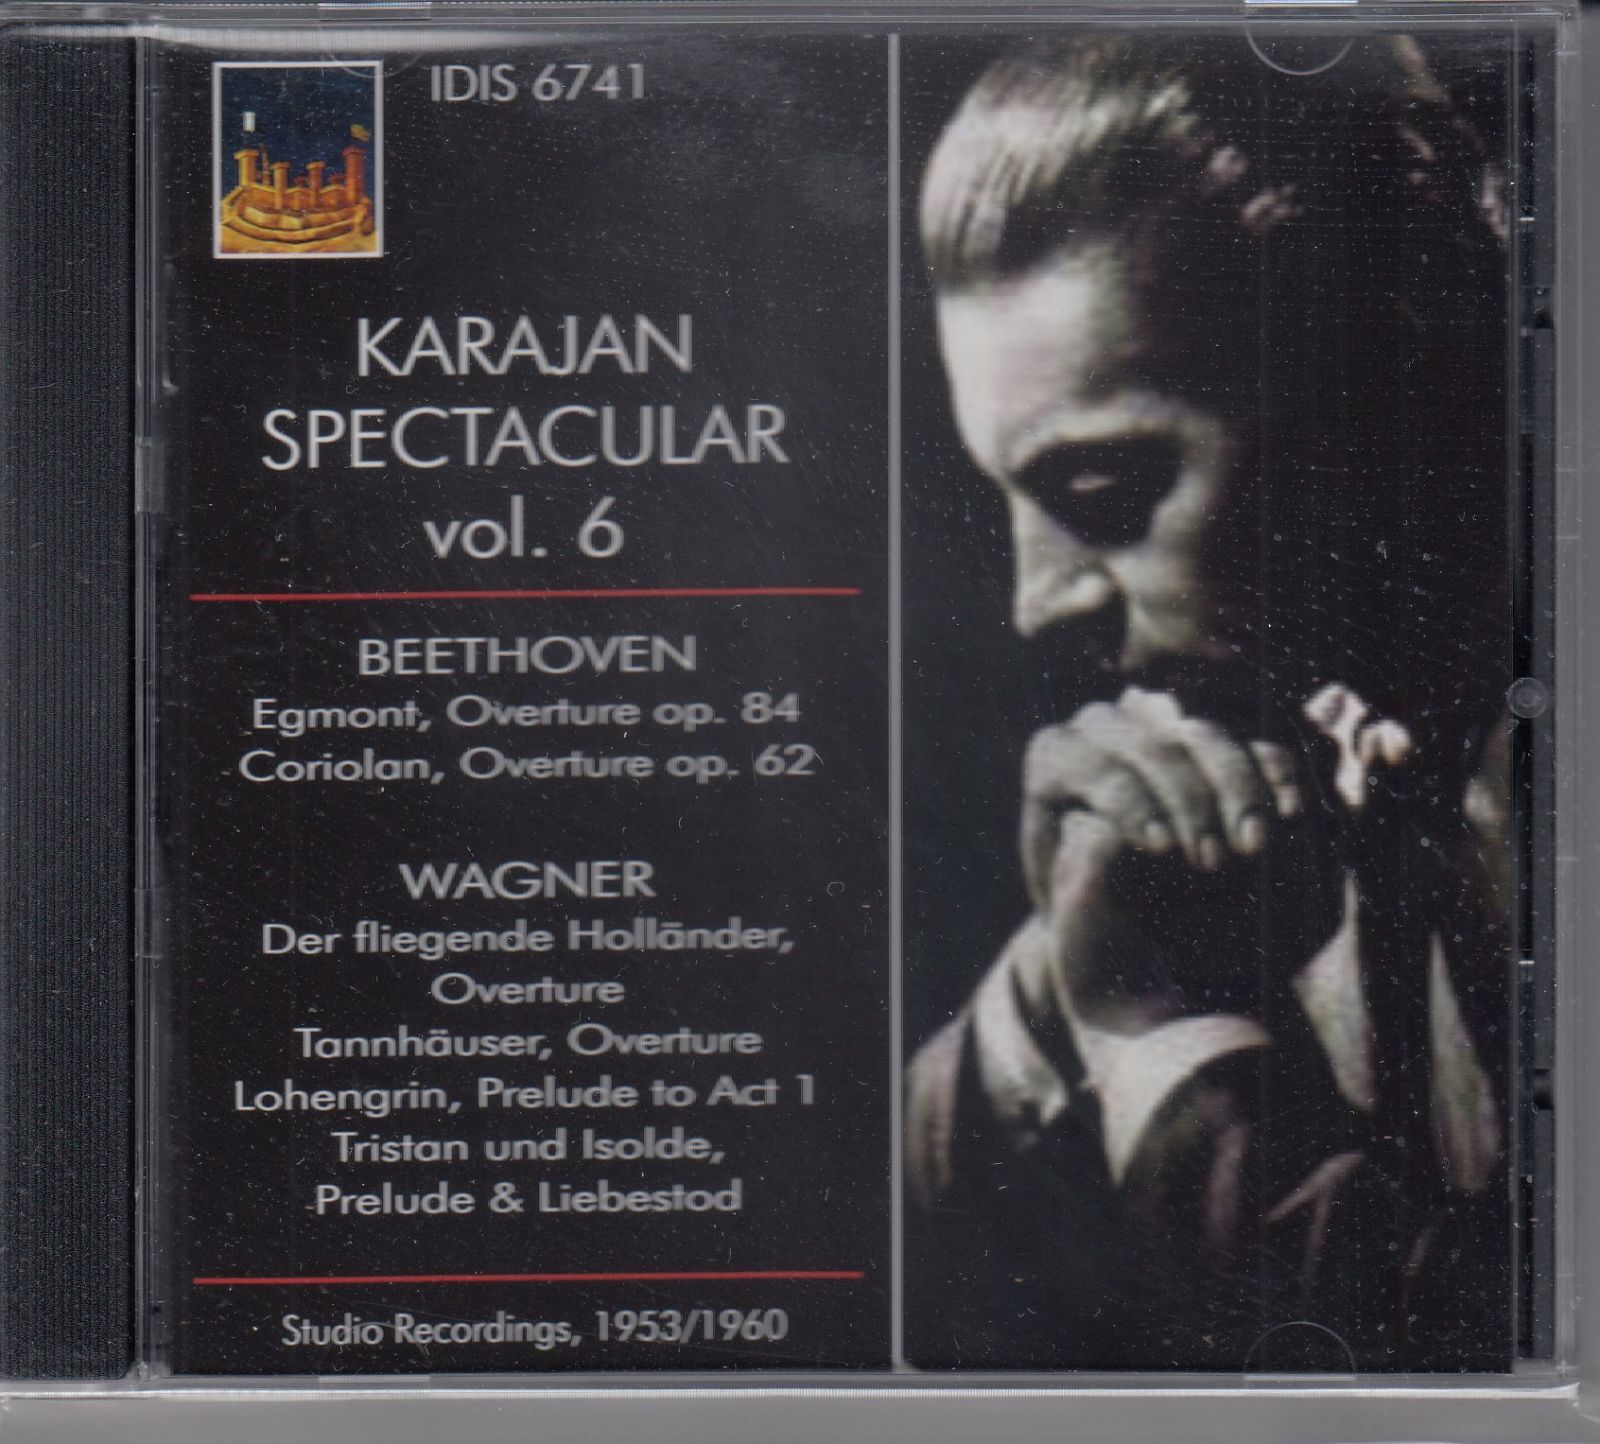 IDIS 6741
KARAJAN
SPECTACULAR
vol. 6
BEETHOVEN
Egmont, Overture op. 84
Coriolan, Overture op. 62
WAGNER
Der fliegende Holländer,
Overture
Tannhäuser, Overture
Lohengrin, Prelude to Act 1
Tristan und Isolde,
Prelude & Liebestod
Studio Recordings, 1953/1960